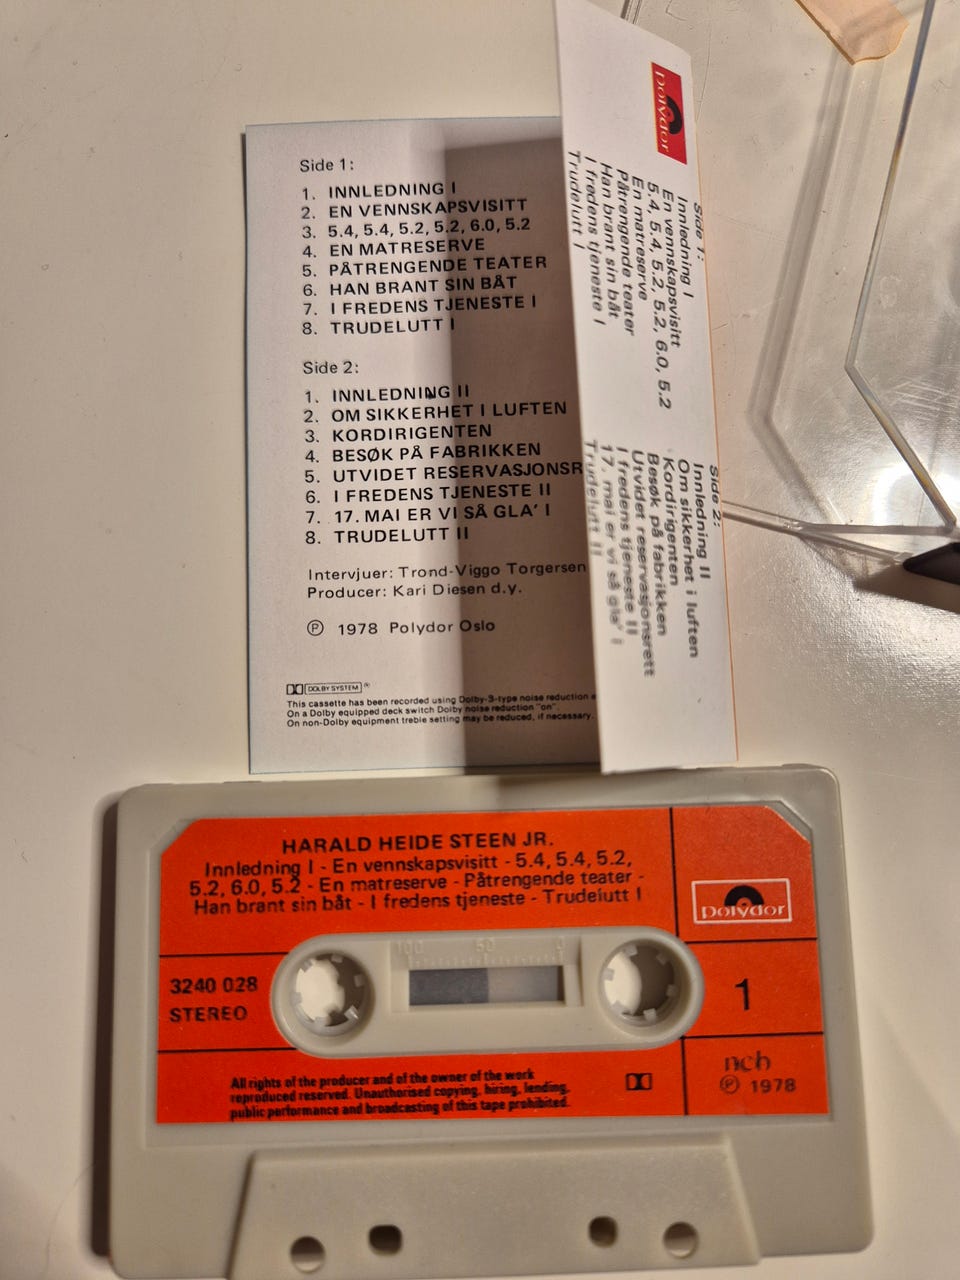 Side 1:
1. INNLEDNING I
2. EN VENNSKAPSVISITT
3. 5.4, 5.4, 5.2, 5.2, 6.0, 5.2
4. EN MATRESERVE
5. PÅTRENGENDE TEATER
6. HAN BRANT SIN BÅT
7. I FREDENS TJENESTE I
8. TRUDELUTT I
Side 2:
1. INNLEDNING II
2. OM SIKKERHET I LUFTEN
3. KORDIRIGENTEN
4. BESØK PÅ FABRIKKEN
5. UTVIDET RESERVASJONSR
6. I FREDENS TJENESTE II
7. 17. MAI ER VI SÅ GLA' I
8. TRUDELUTT II
Intervjuer: Trond-Viggo Torgersen
Producer: Kari Diesen d.y.
℗ 1978 Polydor Oslo
DOLBY SYSTEM ®
This cassette has been recorded using Dolby-B-type noise reduction
On a Dolby equipped deck switch Dolby noise reduction "on".
On non-Dolby equipment treble setting may be reduced, if necessary.
Polydor
Side 1:
Innledning I
En vennskapsvisitt
5.4, 5.4, 5.2, 5.2, 6.0, 5.2
En matreserve
Påtrengende teater
Han brant sin båt
I fredens tjeneste I
Trudelutt I
Side 2:
Innledning II
Om sikkerhet i luften
Kordirigenten
Besøk på fabrikken
Utvidet reservasjonsrett
I fredens tjeneste II
17. mai er vi så gla' i
Trudelutt II
HARALD HEIDE STEEN JR.
Innledning I - En vennskapsvisitt - 5.4, 5.4, 5.2,
5.2, 6.0, 5.2 - En matreserve - Påtrengende teater -
Han brant sin båt - I fredens tjeneste - Trudelutt I
Polydor
100 50 0
3240 028
STEREO
1
All rights of the producer and of the owner of the work
reproduced reserved. Unauthorised copying, hiring, lending,
public performance and broadcasting of this tape prohibited.
ncb
℗ 1978